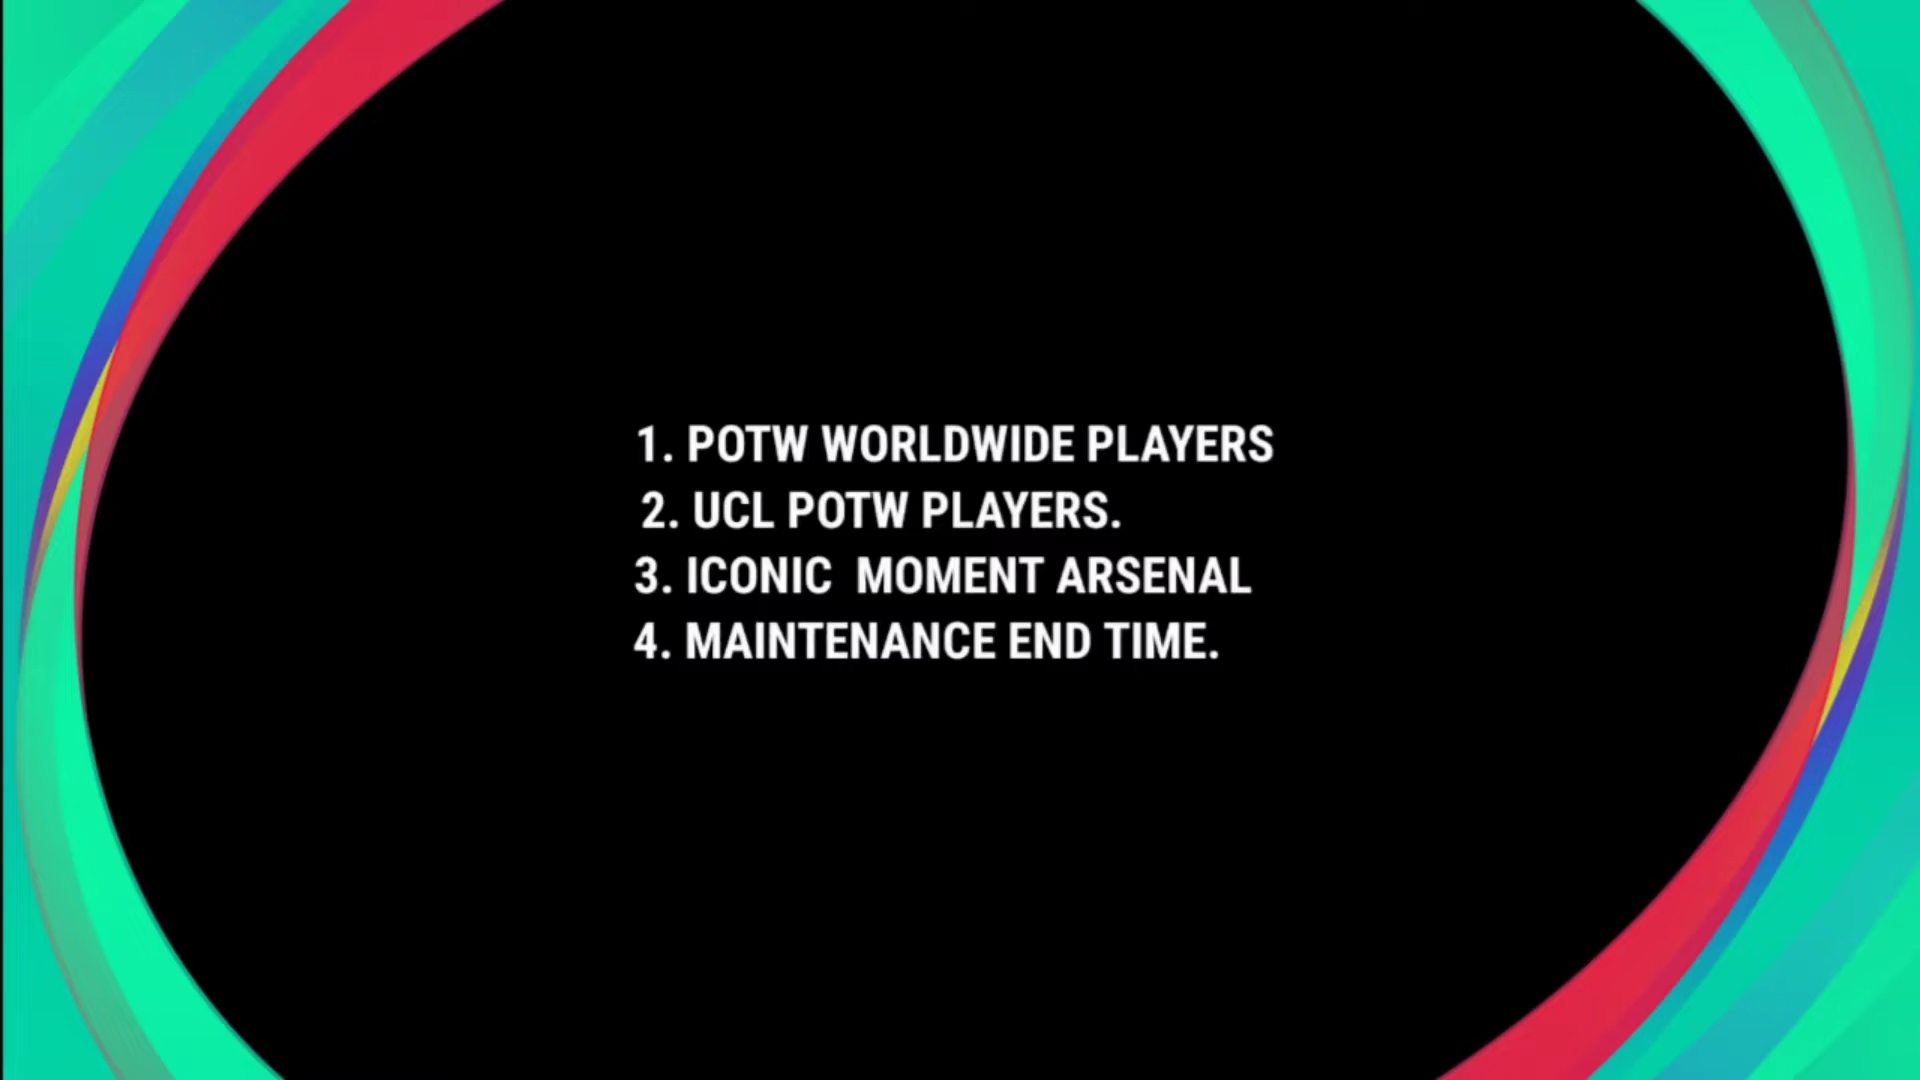 1. POTW WORLDWIDE PLAYERS
2. UCL POTW PLAYERS.
3. ICONIC  MOMENT ARSENAL
4. MAINTENANCE END TIME.